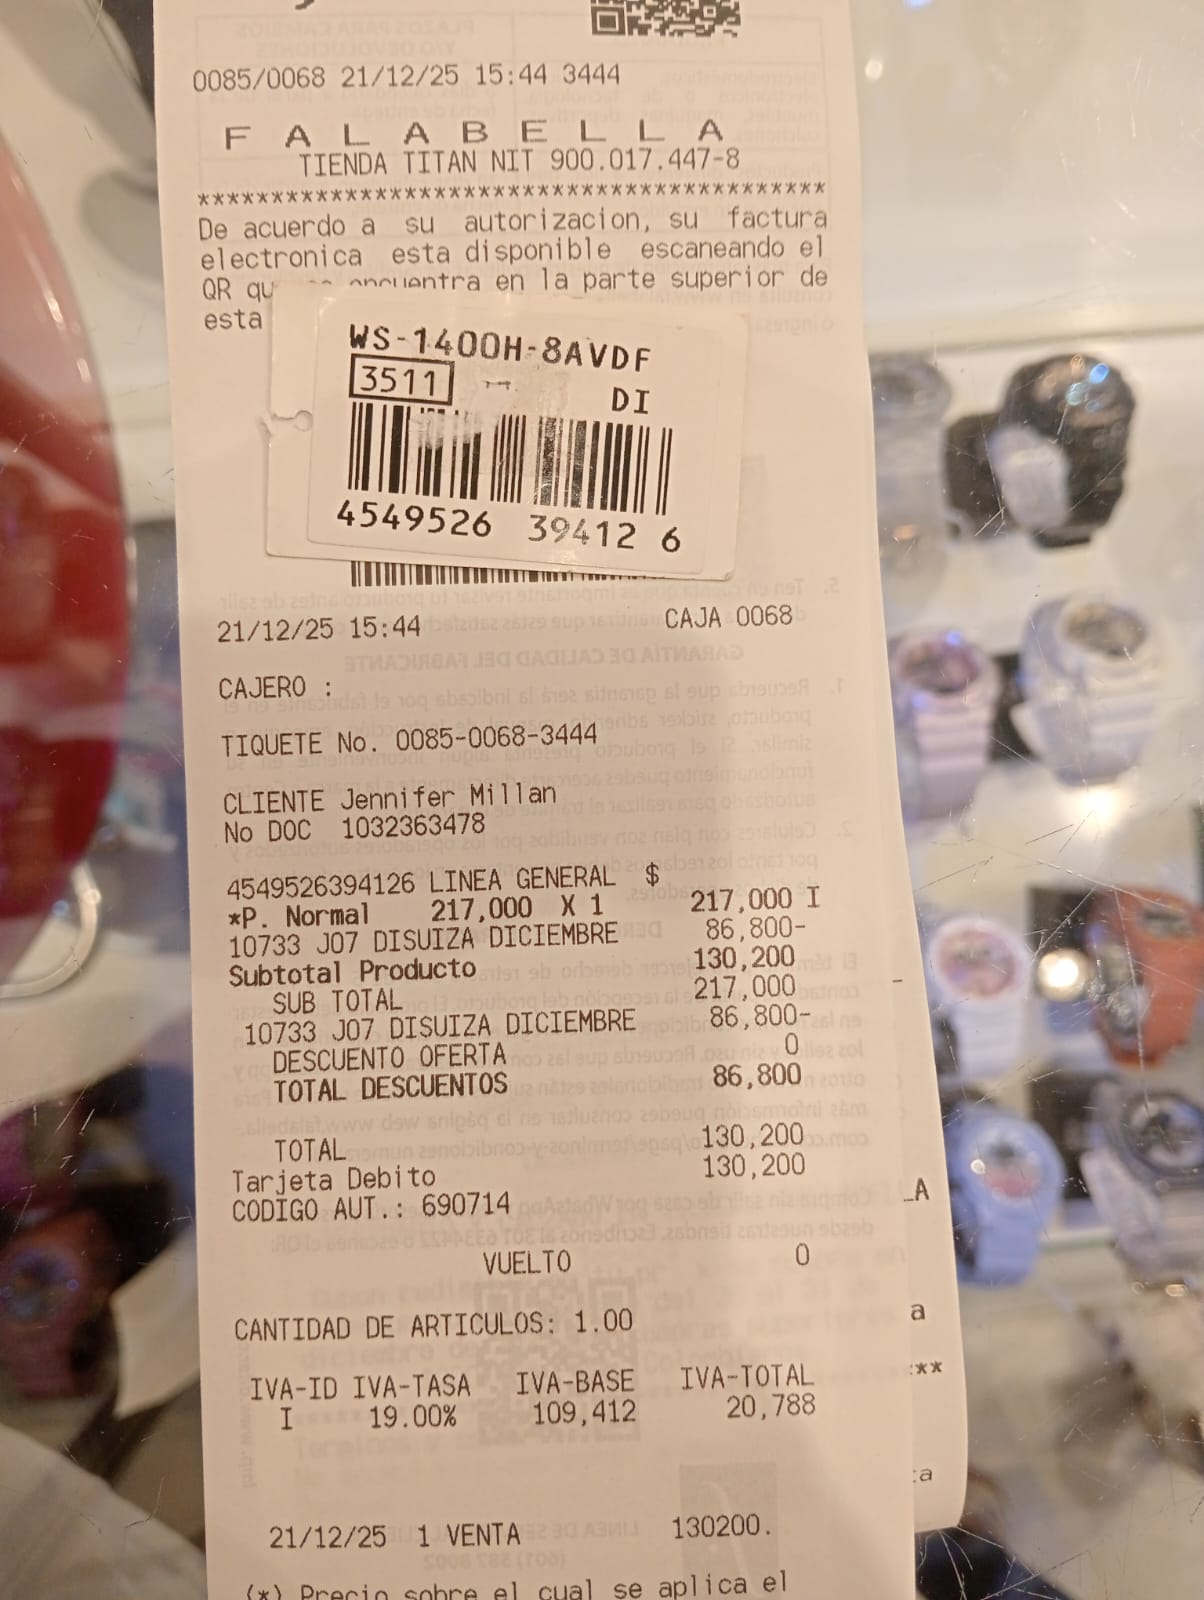 0085/0068 21/12/25 15:44 3444
F A L A B E L L A
TIENDA TITAN NIT 900.017.447-8
*******************************************
De acuerdo a su autorizacion, su factura
electronica esta disponible escaneando el
QR en la parte superior de
esta
WS-1400H-8AVDF
3511
DI
4549526 39412 6
21/12/25 15:44 CAJA 0068
CAJERO :
TIQUETE No. 0085-0068-3444
CLIENTE Jennifer Millan
No DOC 1032363478
4549526394126 LINEA GENERAL $
*P. Normal 217,000 X 1 217,000 I
10733 J07 DISUIZA DICIEMBRE 86,800-
Subtotal Producto 130,200
SUB TOTAL 217,000
10733 J07 DISUIZA DICIEMBRE 86,800-
DESCUENTO OFERTA 0
TOTAL DESCUENTOS 86,800
TOTAL 130,200
Tarjeta Debito 130,200
CODIGO AUT.: 690714
VUELTO 0
CANTIDAD DE ARTICULOS: 1.00
IVA-ID IVA-TASA IVA-BASE IVA-TOTAL
I 19.00% 109,412 20,788
21/12/25 1 VENTA 130200.
(*) Precio sobre el cual se aplica el